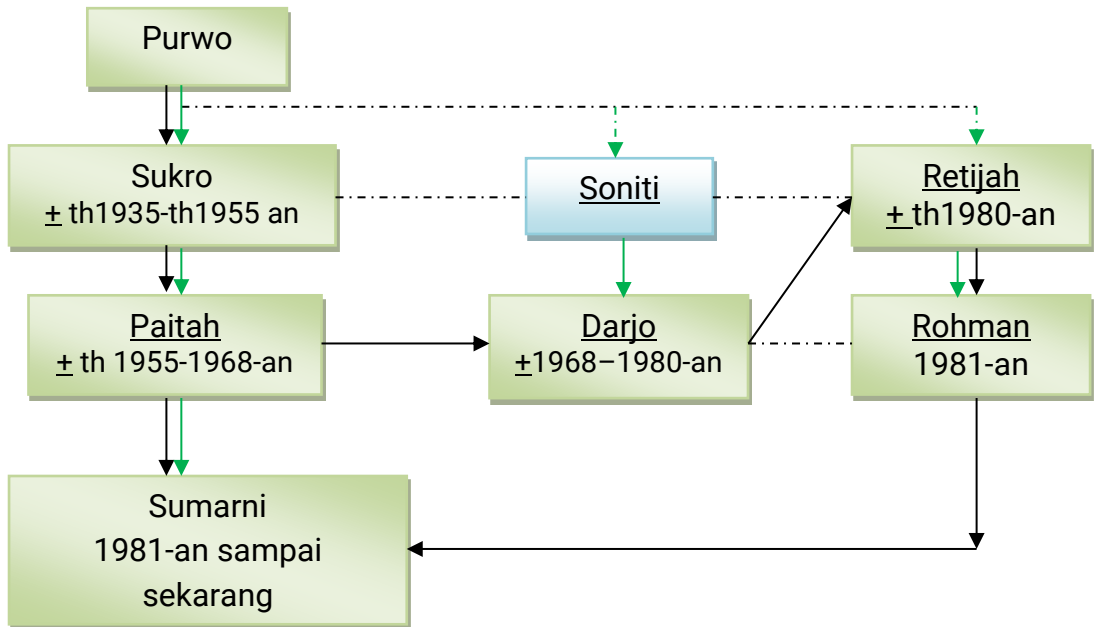 Purwo
Sukro
± th1935-th1955 an
Soniti
Retijah
± th1980-an
Paitah
± th 1955-1968-an
Darjo
±1968–1980-an
Rohman
1981-an
Sumarni
1981-an sampai
sekarang